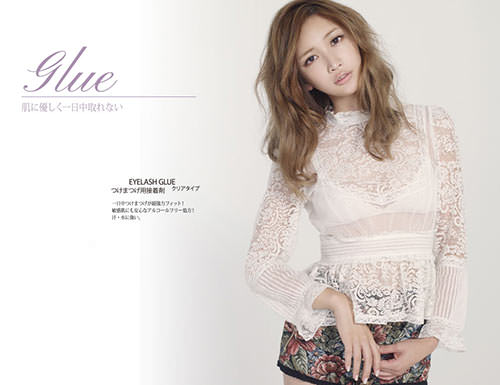 Glue
肌に優しく一日中取れない
EYELASH GLUE
つけまつげ用接着剤 クリアタイプ
一日中つけまつげが超強力フィット!
敏感肌にも安心なアルコールフリー処方!
汗・水に強い。